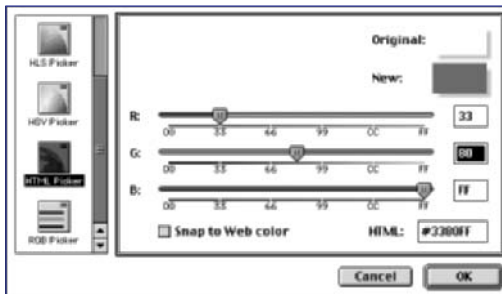 HLS Picker
HSV Picker
HTML Picker
RGB Picker
Original:
New:
R:
33
00 33 66 99 CC FF
G:
80
00 33 66 99 CC FF
B:
FF
00 33 66 99 CC FF
Snap to Web color
HTML: #3380FF
Cancel
OK